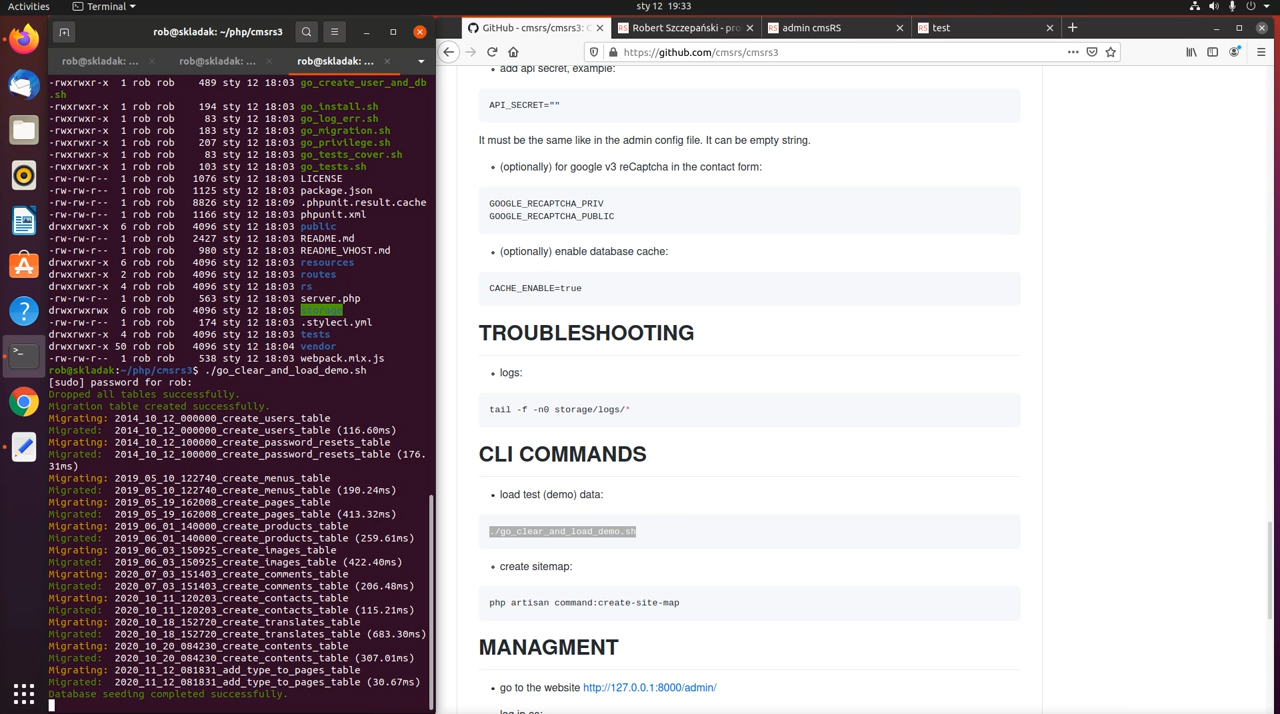 Activities
Terminal
sty 12 19:33
rob@skladak: ~/php/cmsrs3
rob@skladak: ...
rob@skladak: ...
rob@skladak: ...
-rwxrwxr-x 1 rob rob 489 sty 12 18:03 go_create_user_and_db
.sh
-rwxrwxr-x 1 rob rob 194 sty 12 18:03 go_install.sh
-rwxrwxr-x 1 rob rob 83 sty 12 18:03 go_log_err.sh
-rwxrwxr-x 1 rob rob 183 sty 12 18:03 go_migration.sh
-rwxrwxr-x 1 rob rob 207 sty 12 18:03 go_privilege.sh
-rwxrwxr-x 1 rob rob 83 sty 12 18:03 go_tests_cover.sh
-rwxrwxr-x 1 rob rob 103 sty 12 18:03 go_tests.sh
-rw-rw-r-- 1 rob rob 0 sty 12 18:03 LICENSE
-rw-rw-r-- 1 rob rob 1125 sty 12 18:03 package.json
-rw-rw-r-- 1 rob rob 8826 sty 12 18:09 .phpunit.result.cache
-rw-rw-r-- 1 rob rob 1166 sty 12 18:03 phpunit.xml
drwxrwxr-x 6 rob rob 4096 sty 12 18:03 public
-rw-rw-r-- 1 rob rob 2427 sty 12 18:03 README.md
-rw-rw-r-- 1 rob rob 980 sty 12 18:03 README_VHOST.md
drwxrwxr-x 6 rob rob 4096 sty 12 18:03 resources
drwxrwxr-x 2 rob rob 4096 sty 12 18:03 routes
drwxrwxr-x 4 rob rob 4096 sty 12 18:03 rs
-rw-rw-r-- 1 rob rob 563 sty 12 18:03 server.php
drwxrwxrwx 6 rob rob 4096 sty 12 18:05 storage
-rw-rw-r-- 1 rob rob 174 sty 12 18:03 .styleci.yml
drwxrwxr-x 4 rob rob 4096 sty 12 18:03 tests
drwxrwxr-x 50 rob rob 4096 sty 12 18:04 vendor
-rw-rw-r-- 1 rob rob 538 sty 12 18:03 webpack.mix.js
rob@skladak:~/php/cmsrs3$ ./go_clear_and_load_demo.sh
[sudo] password for rob:
Dropped all tables successfully.
Migration table created successfully.
Migrating: 2014_10_12_000000_create_users_table
Migrated: 2014_10_12_000000_create_users_table (116.60ms)
Migrating: 2014_10_12_100000_create_password_resets_table
Migrated: 2014_10_12_100000_create_password_resets_table (176.
31ms)
Migrating: 2019_05_10_122740_create_menus_table
Migrated: 2019_05_10_122740_create_menus_table (190.24ms)
Migrating: 2019_05_19_162008_create_pages_table
Migrated: 2019_05_19_162008_create_pages_table (413.32ms)
Migrating: 2019_06_01_140000_create_products_table
Migrated: 2019_06_01_140000_create_products_table (259.61ms)
Migrating: 2019_06_03_150925_create_images_table
Migrated: 2019_06_03_150925_create_images_table (422.40ms)
Migrating: 2020_07_03_151403_create_comments_table
Migrated: 2020_07_03_151403_create_comments_table (206.48ms)
Migrating: 2020_10_11_120203_create_contacts_table
Migrated: 2020_10_11_120203_create_contacts_table (115.21ms)
Migrating: 2020_10_18_152720_create_translates_table
Migrated: 2020_10_18_152720_create_translates_table (683.30ms)
Migrating: 2020_10_20_084230_create_contents_table
Migrated: 2020_10_20_084230_create_contents_table (307.01ms)
Migrating: 2020_11_12_081831_add_type_to_pages_table
Migrated: 2020_11_12_081831_add_type_to_pages_table (30.67ms)
Database seeding completed successfully.
GitHub - cmsrs/cmsrs3: C
RS Robert Szczepański - pro
RS admin cmsRS
RS test
https://github.com/cmsrs/cmsrs3
add api secret, example:
API_SECRET=""
It must be the same like in the admin config file. It can be empty string.
(optionally) for google v3 reCaptcha in the contact form:
GOOGLE_RECAPTCHA_PRIV
GOOGLE_RECAPTCHA_PUBLIC
(optionally) enable database cache:
CACHE_ENABLE=true
TROUBLESHOOTING
logs:
tail -f -n0 storage/logs/*
CLI COMMANDS
load test (demo) data:
./go_clear_and_load_demo.sh
create sitemap:
php artisan command:create-site-map
MANAGMENT
go to the website http://127.0.0.1:8000/admin/
log in as: